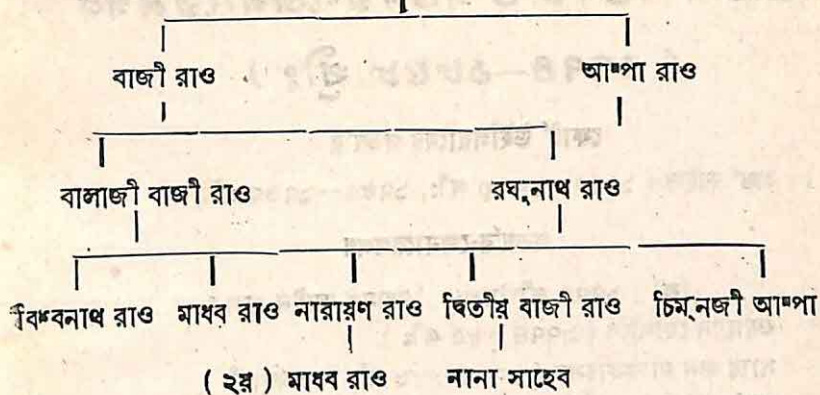 বাজী রাও আপ্পা রাও
বালাজী বাজী রাও রঘুনাথ রাও
বিশ্বনাথ রাও মাধব রাও নারায়ণ রাও দ্বিতীয় বাজী রাও চিমনজী আপ্পা
( ২য় ) মাধব রাও নানা সাহেব